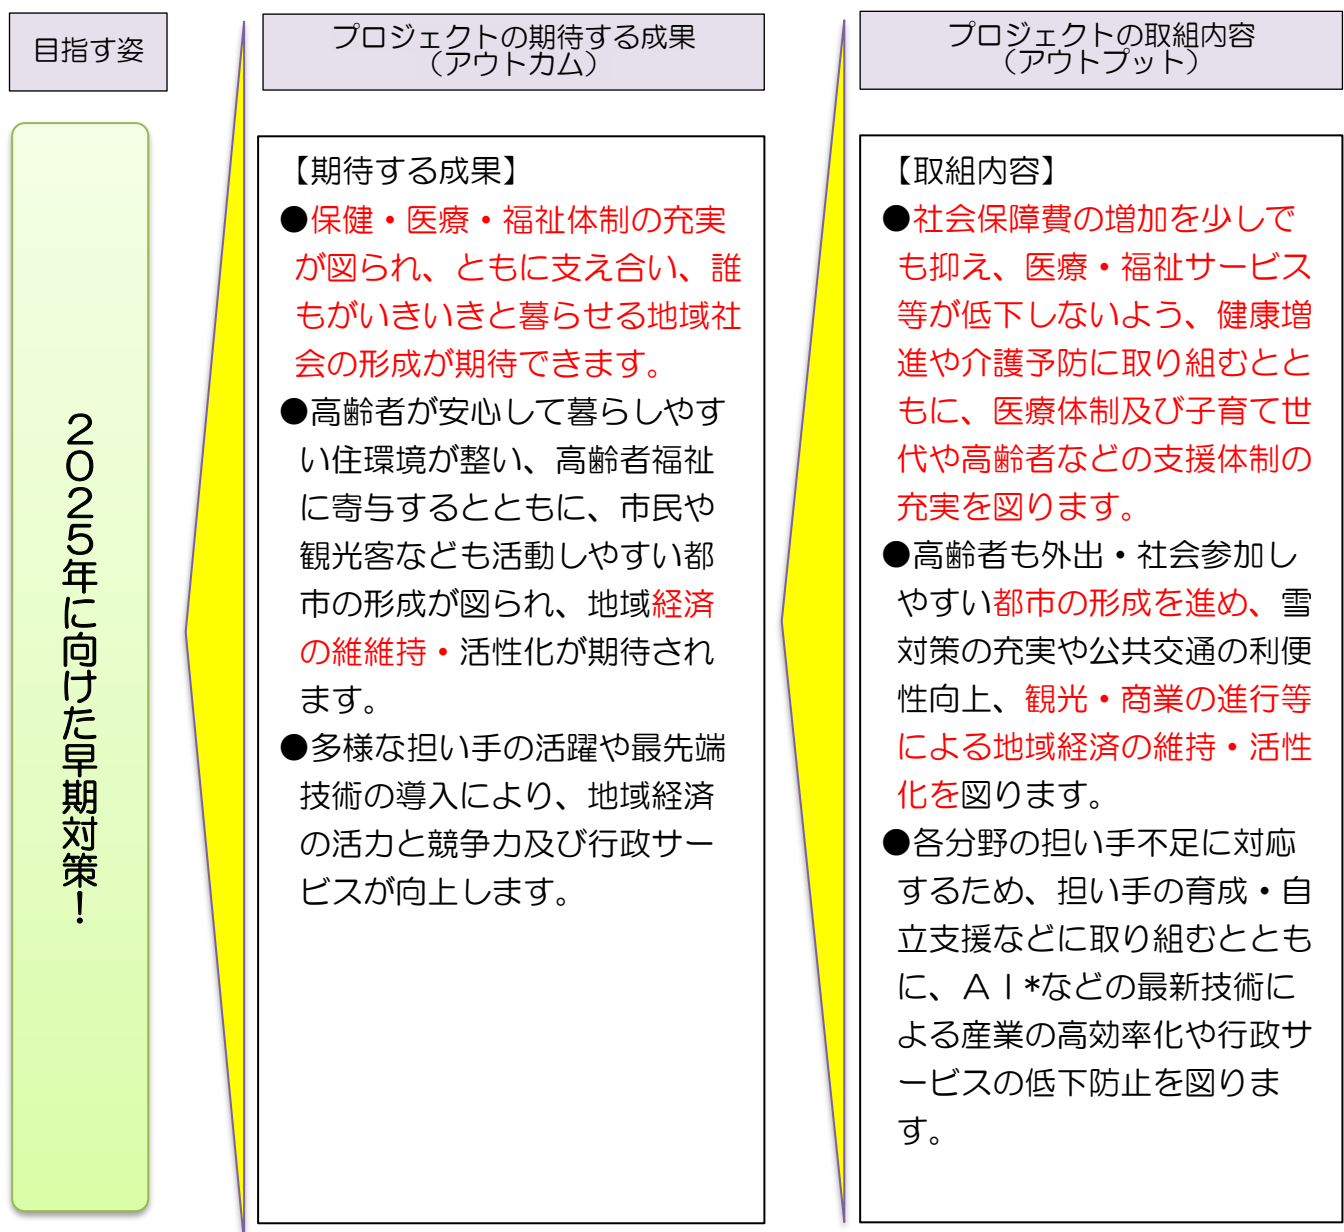 目指す姿
プロジェクトの期待する成果
（アウトカム）
プロジェクトの取組内容
（アウトプット）
２０２５年に向けた早期対策！
【期待する成果】
●保健・医療・福祉体制の充実
が図られ、ともに支え合い、誰
もがいきいきと暮らせる地域社
会の形成が期待できます。
●高齢者が安心して暮らしやす
い住環境が整い、高齢者福祉
に寄与するとともに、市民や
観光客なども活動しやすい都
市の形成が図られ、地域経済
の維維持・活性化が期待され
ます。
●多様な担い手の活躍や最先端
技術の導入により、地域経済
の活力と競争力及び行政サー
ビスが向上します。
【取組内容】
●社会保障費の増加を少しで
も抑え、医療・福祉サービス
等が低下しないよう、健康増
進や介護予防に取り組むとと
もに、医療体制及び子育て世
代や高齢者などの支援体制の
充実を図ります。
●高齢者も外出・社会参加し
やすい都市の形成を進め、雪
対策の充実や公共交通の利便
性向上、観光・商業の進行等
による地域経済の維持・活性
化を図ります。
●各分野の担い手不足に対応
するため、担い手の育成・自
立支援などに取り組むととも
に、ＡＩ*などの最新技術に
よる産業の高効率化や行政サ
ービスの低下防止を図りま
す。